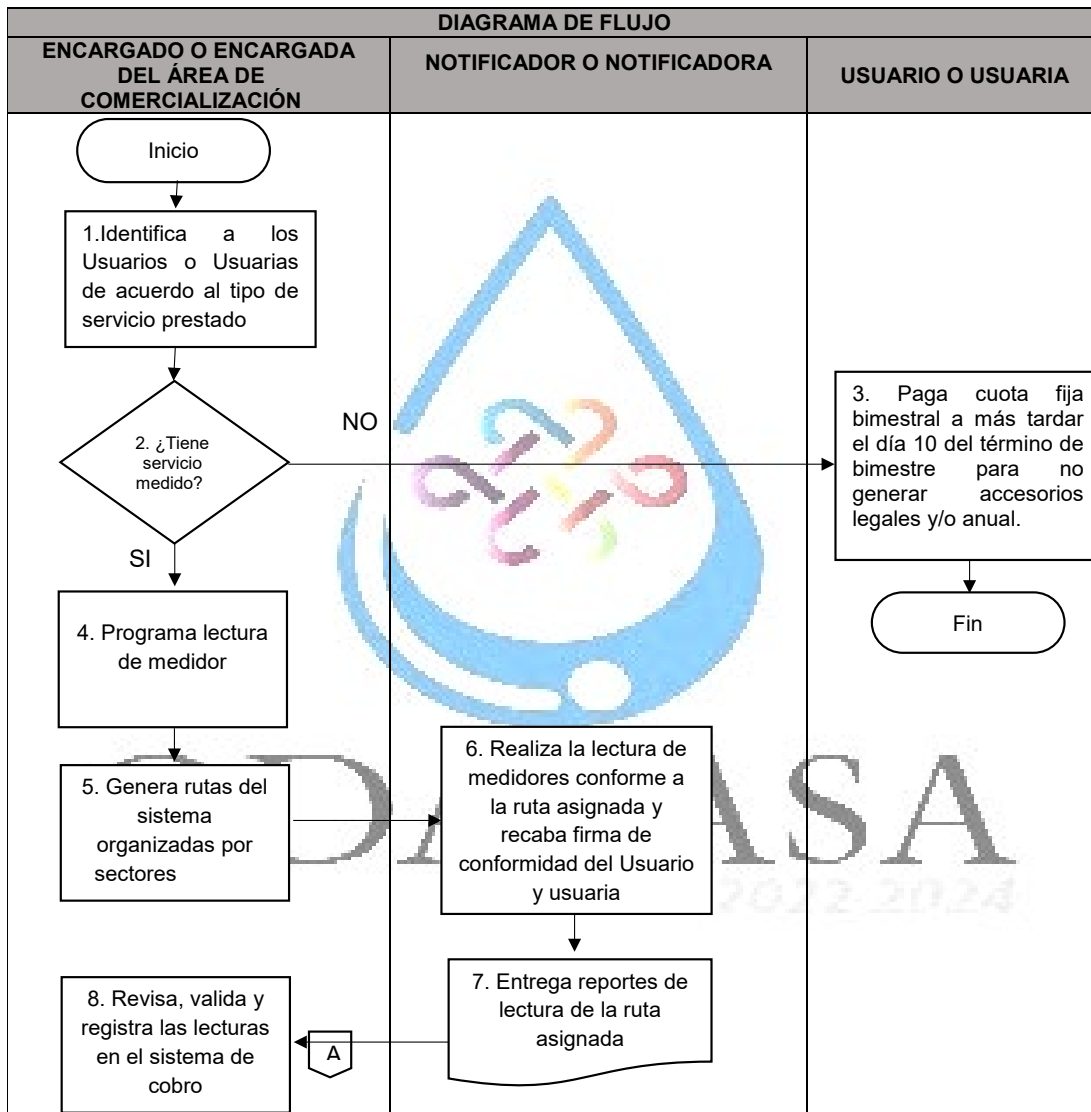 DIAGRAMA DE FLUJO
ENCARGADO O ENCARGADA
DEL ÁREA DE
COMERCIALIZACIÓN
NOTIFICADOR O NOTIFICADORA
USUARIO O USUARIA
Inicio
1.Identifica a los
Usuarios o Usuarias
de acuerdo al tipo de
servicio prestado
2. ¿Tiene
servicio
medido?
NO
3. Paga cuota fija
bimestral a más tardar
el día 10 del término de
bimestre para no
generar accesorios
legales y/o anual.
Fin
SI
4. Programa lectura
de medidor
5. Genera rutas del
sistema
organizadas por
sectores
6. Realiza la lectura de
medidores conforme a
la ruta asignada y
recaba firma de
conformidad del Usuario
y usuaria
7. Entrega reportes de
lectura de la ruta
asignada
A
8. Revisa, valida y
registra las lecturas
en el sistema de
cobro
2022-2024